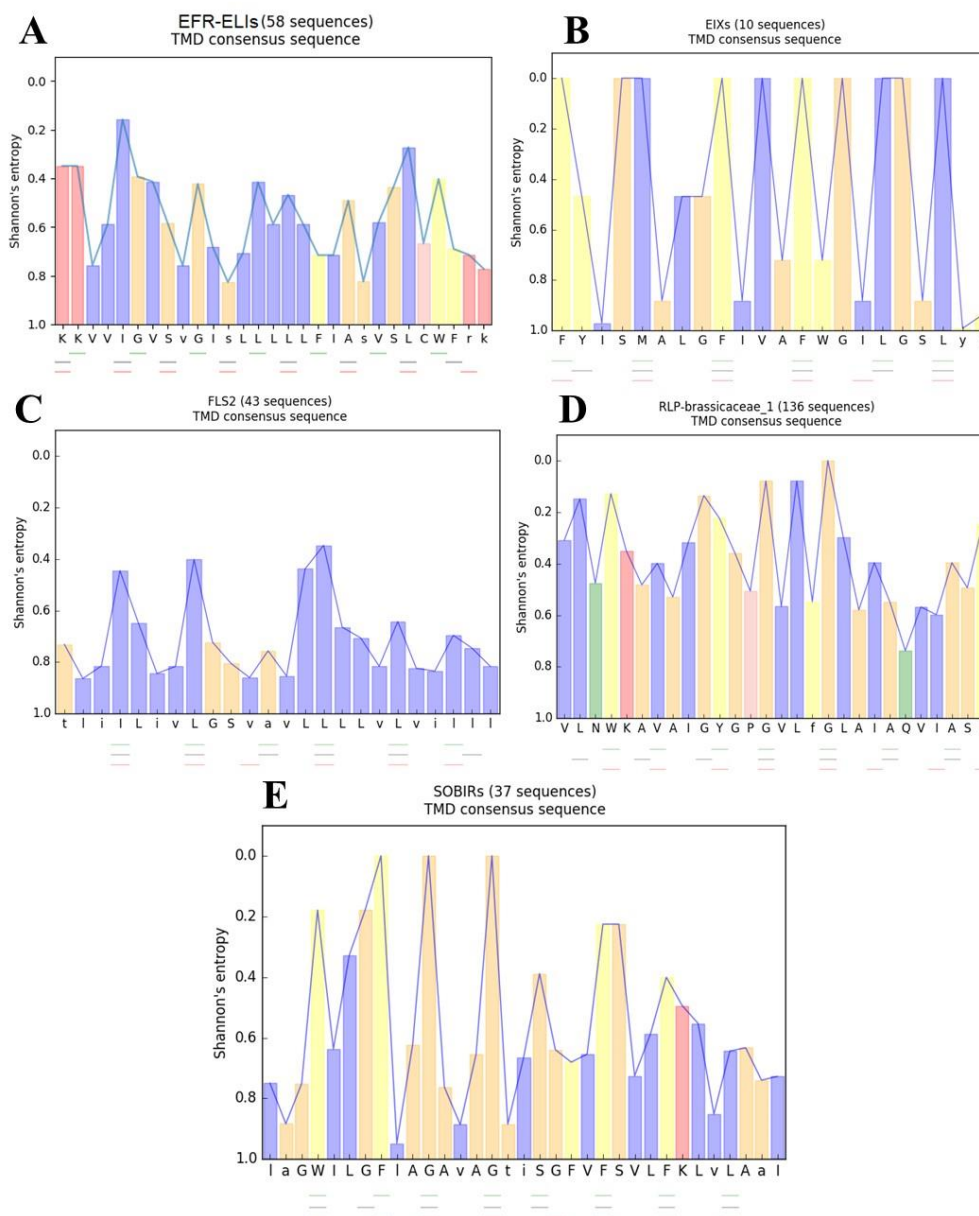 A
EFR-ELIs (58 sequences)
TMD consensus sequence
Shannon's entropy
0.0
0.2
0.4
0.6
0.8
1.0
K K V V I G V S v G I s L L L L L F I A s V S L C W F r k
B
EIXs (10 sequences)
TMD consensus sequence
Shannon's entropy
0.0
0.2
0.4
0.6
0.8
1.0
F Y I S M A L G F I V A F W G I L G S L y
C
FLS2 (43 sequences)
TMD consensus sequence
Shannon's entropy
0.0
0.2
0.4
0.6
0.8
1.0
t l i I L i v L G S v a v L L L L v L v i l l l
D
RLP-brassicaceae_1 (136 sequences)
TMD consensus sequence
Shannon's entropy
0.0
0.2
0.4
0.6
0.8
1.0
V L N W K A V A I G Y G P G V L f G L A I A Q V I A S
E
SOBIRs (37 sequences)
TMD consensus sequence
Shannon's entropy
0.0
0.2
0.4
0.6
0.8
1.0
I a G W I L G F I A G A v A G t i S G F V F S V L F K L v L A a I